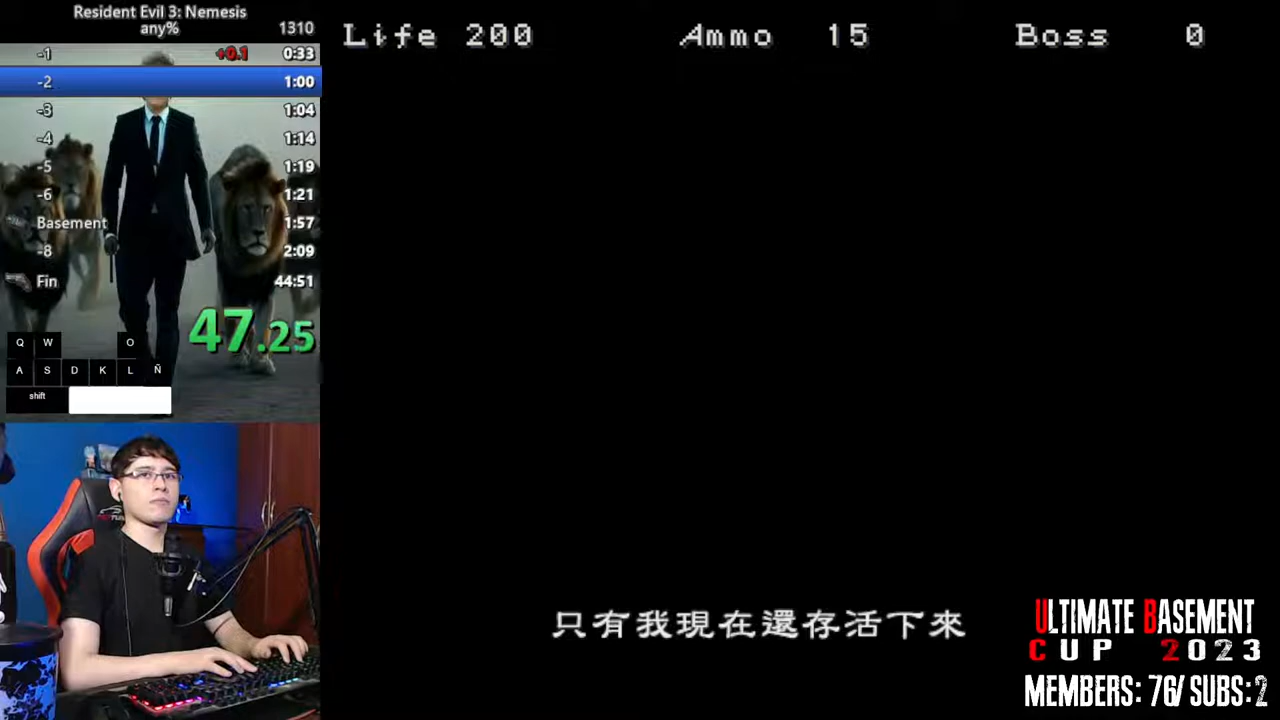 Resident Evil 3: Nemesis
any%
1310
-1 +0.1 0:33
-2 1:00
-3 1:04
-4 1:14
-5 1:19
-6 1:21
Basement 1:57
-8 2:09
Fin 44:51
47.25
Q W O
A S D K L Ñ
shift
Life 200 Ammo 15 Boss 0
只有我現在還存活下來
ULTIMATE BASEMENT
CUP 2023
MEMBERS: 76/ SUBS:2